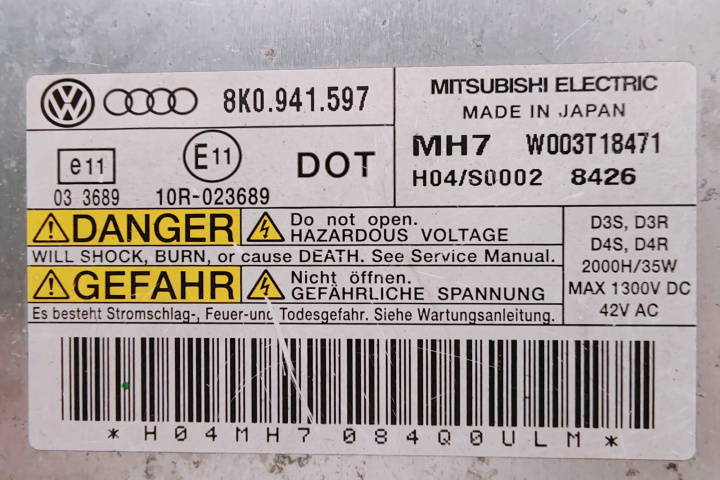 VW 8K0.941.597
e11 E11 DOT
03 3689 10R-023689
MITSUBISHI ELECTRIC
MADE IN JAPAN
MH7 W003T18471
H04/S0002 8426
DANGER Do not open.
HAZARDOUS VOLTAGE
WILL SHOCK, BURN, or cause DEATH. See Service Manual.
GEFAHR Nicht öffnen.
GEFÄHRLICHE SPANNUNG
Es besteht Stromschlag-, Feuer-und Todesgefahr. Siehe Wartungsanleitung.
D3S, D3R
D4S, D4R
2000H/35W
MAX 1300V DC
42V AC
*H04MH7084Q0ULM*